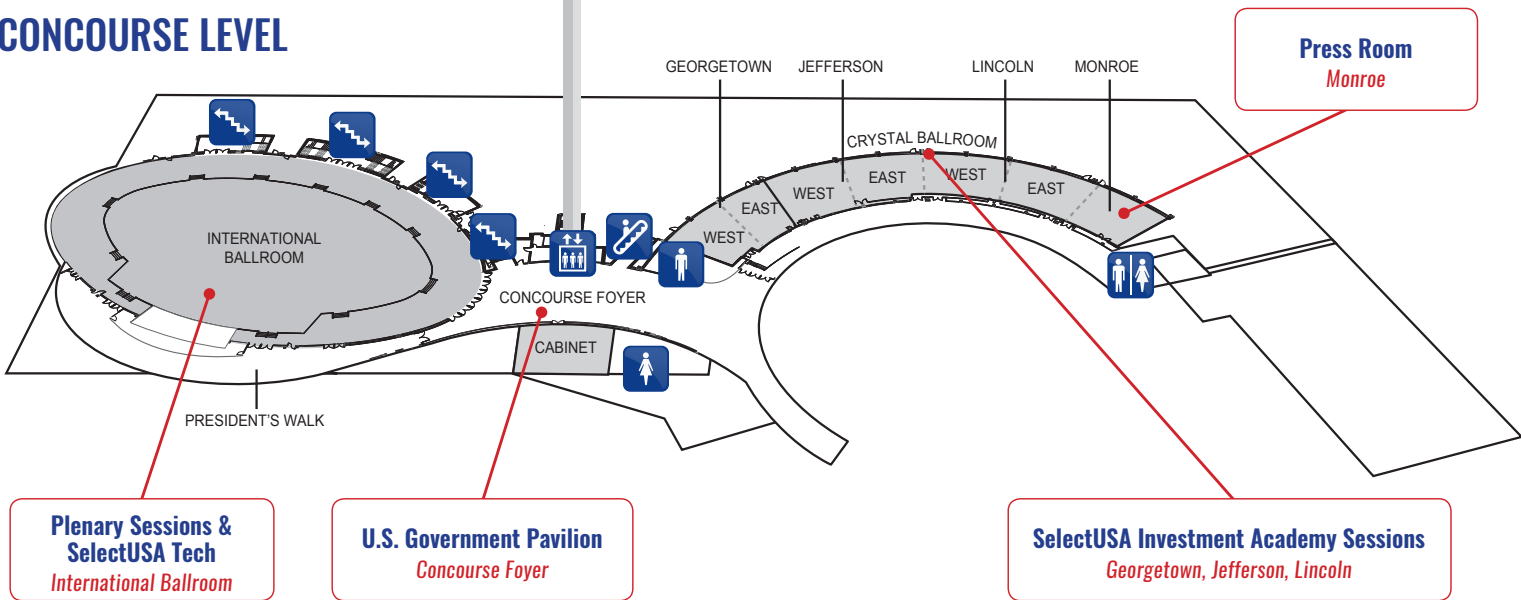 CONCOURSE LEVEL
Press Room
Monroe
GEORGETOWN
JEFFERSON
LINCOLN
MONROE
CRYSTAL BALLROOM
WEST
EAST
WEST
EAST
WEST
EAST
INTERNATIONAL
BALLROOM
CONCOURSE FOYER
CABINET
PRESIDENT'S WALK
Plenary Sessions &
SelectUSA Tech
International Ballroom
U.S. Government Pavilion
Concourse Foyer
SelectUSA Investment Academy Sessions
Georgetown, Jefferson, Lincoln